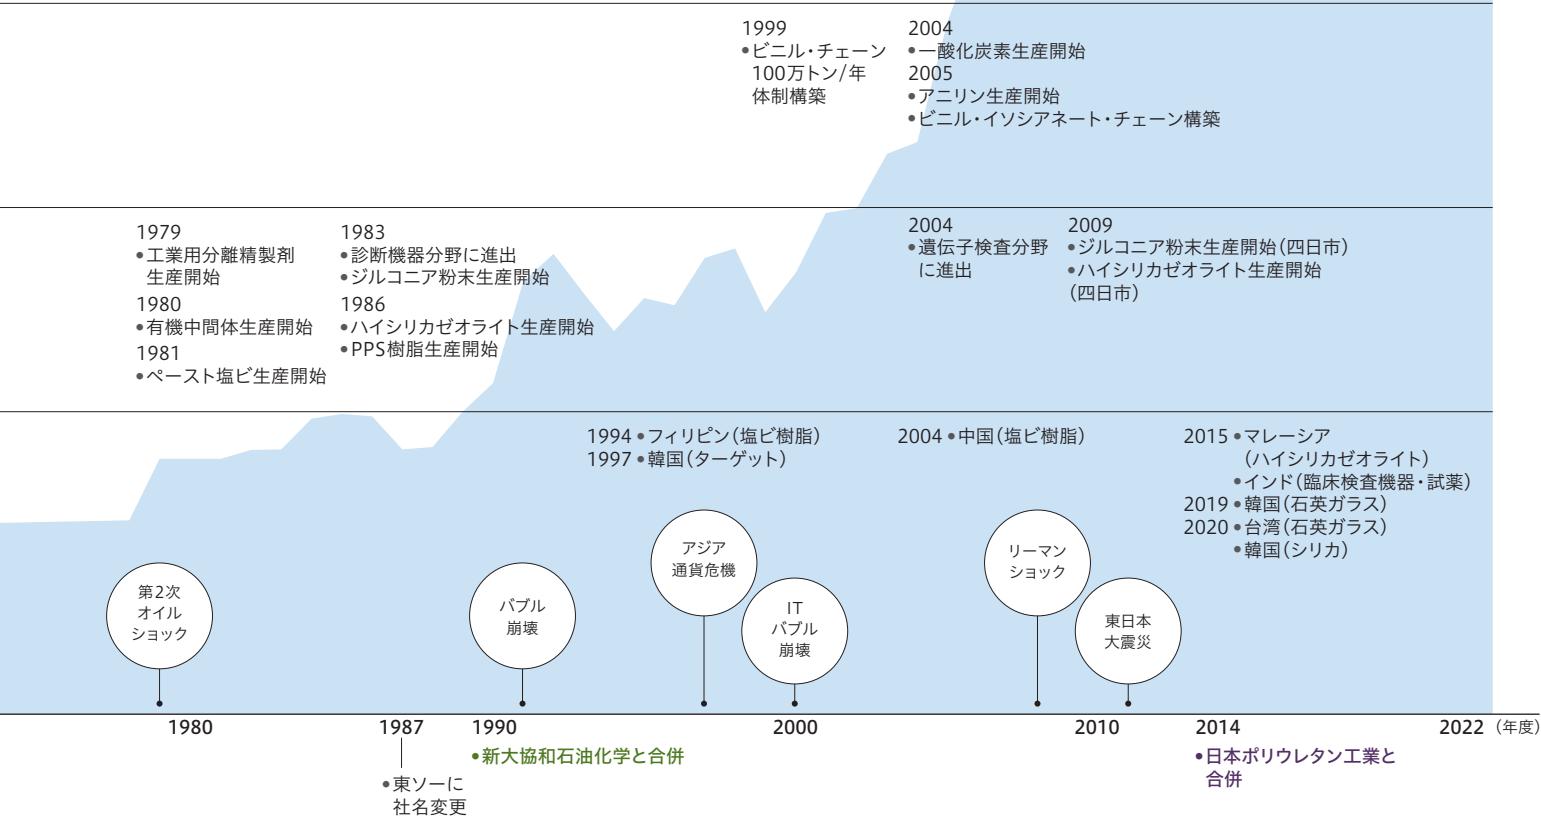 1999
•ビニル・チェーン
100万トン/年
体制構築
2004
•一酸化炭素生産開始
2005
•アニリン生産開始
•ビニル・イソシアネート・チェーン構築
1979
•工業用分離精製剤
生産開始
1980
•有機中間体生産開始
1981
•ペースト塩ビ生産開始
1983
•診断機器分野に進出
•ジルコニア粉末生産開始
1986
•ハイシリカゼオライト生産開始
•PPS樹脂生産開始
2004
•遺伝子検査分野
に進出
2009
•ジルコニア粉末生産開始(四日市)
•ハイシリカゼオライト生産開始
(四日市)
1994 •フィリピン(塩ビ樹脂)
1997 •韓国(ターゲット)
2004 •中国(塩ビ樹脂)
2015 •マレーシア
(ハイシリカゼオライト)
•インド(臨床検査機器・試薬)
2019 •韓国(石英ガラス)
2020 •台湾(石英ガラス)
•韓国(シリカ)
第2次
オイル
ショック
バブル
崩壊
アジア
通貨危機
IT
バブル
崩壊
リーマン
ショック
東日本
大震災
1980 1987 1990 2000 2010 2014 2022 (年度)
•東ソーに
社名変更
•新大協和石油化学と合併
•日本ポリウレタン工業と
合併